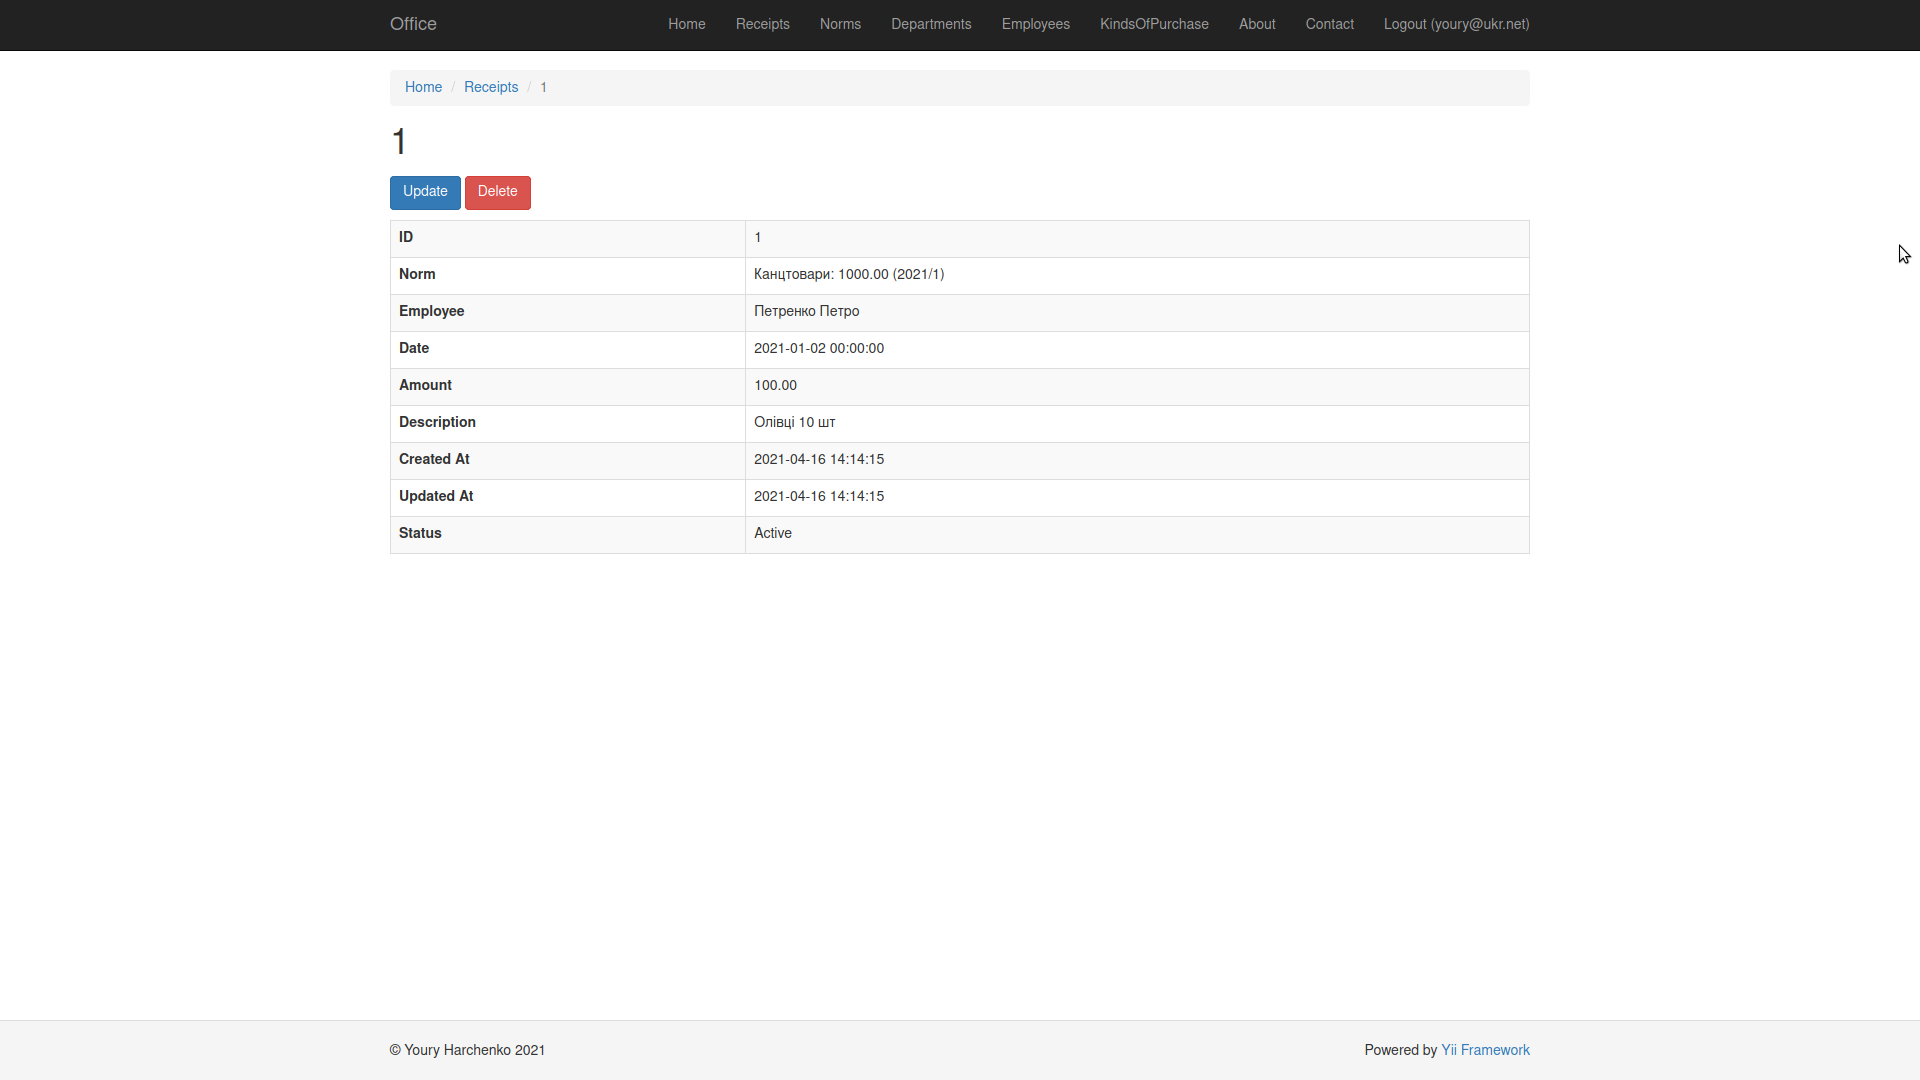 Office Home Receipts Norms Departments Employees KindsOfPurchase About Contact Logout (youry@ukr.net)
Home / Receipts / 1
1
Update Delete
ID 1
Norm Канцтовари: 1000.00 (2021/1)
Employee Петренко Петро
Date 2021-01-02 00:00:00
Amount 100.00
Description Олівці 10 шт
Created At 2021-04-16 14:14:15
Updated At 2021-04-16 14:14:15
Status Active
© Youry Harchenko 2021 Powered by Yii Framework